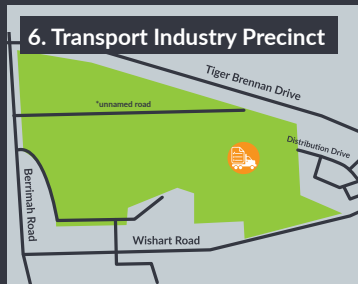 6. Transport Industry Precinct
Tiger Brennan Drive
*unnamed road
Distribution Drive
Berrimah Road
Wishart Road